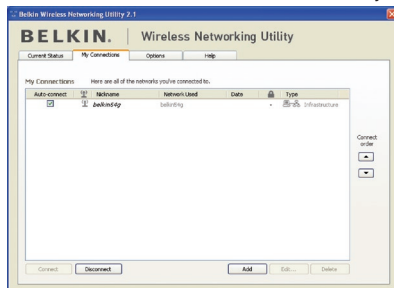 Belkin Wireless Networking Utility 2.1
BELKIN. Wireless Networking Utility
Current Status My Connections Options Help
My Connections Here are all of the networks you've connected to.
Auto-connect Nickname Network Used Date Type
belkin54g belkin54g - Infrastructure
Connect
order
Connect Disconnect Add Edit... Delete